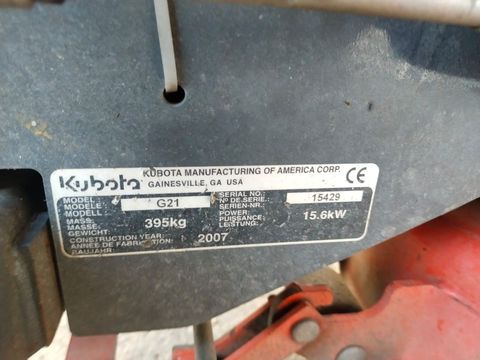 Kubota
KUBOTA MANUFACTURING OF AMERICA CORP.
GAINESVILLE, GA USA
CE
MODEL
MODELE:
MODELL
G21
MASS:
MASSE:
GEWICHT:
395kg
CONSTRUCTION YEAR:
ANNÉE DE FABRICATION:
BAUJAHR:
2007
SERIAL NO.:
Nº DE SERIE:
SERIEN-NR.:
15429
POWER:
PUISSANCE:
LEISTUNG:
15.6kW